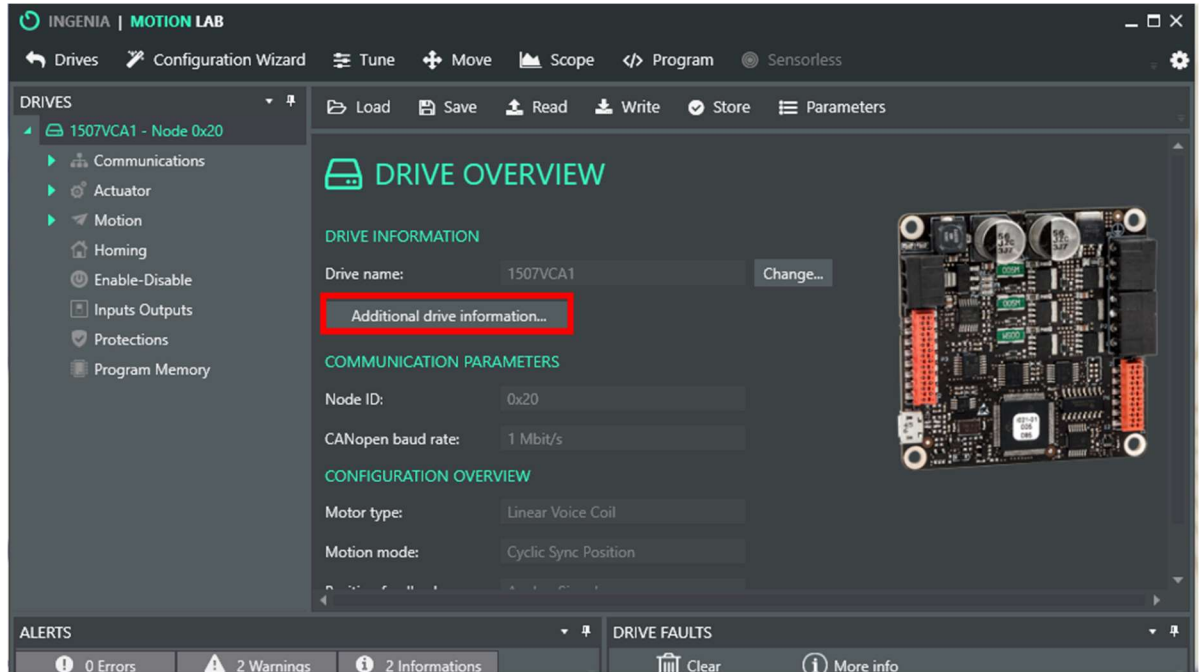 INGENIA | MOTION LAB
Drives Configuration Wizard Tune Move Scope </> Program Sensorless
DRIVES
Load Save Read Write Store Parameters
1507VCA1 - Node 0x20
Communications
Actuator
Motion
Homing
Enable-Disable
Inputs Outputs
Protections
Program Memory
DRIVE OVERVIEW
DRIVE INFORMATION
Drive name: 1507VCA1 Change...
Additional drive information...
COMMUNICATION PARAMETERS
Node ID: 0x20
CANopen baud rate: 1 Mbit/s
CONFIGURATION OVERVIEW
Motor type: Linear Voice Coil
Motion mode: Cyclic Sync Position
ALERTS
0 Errors 2 Warnings 2 Informations
DRIVE FAULTS
Clear More info